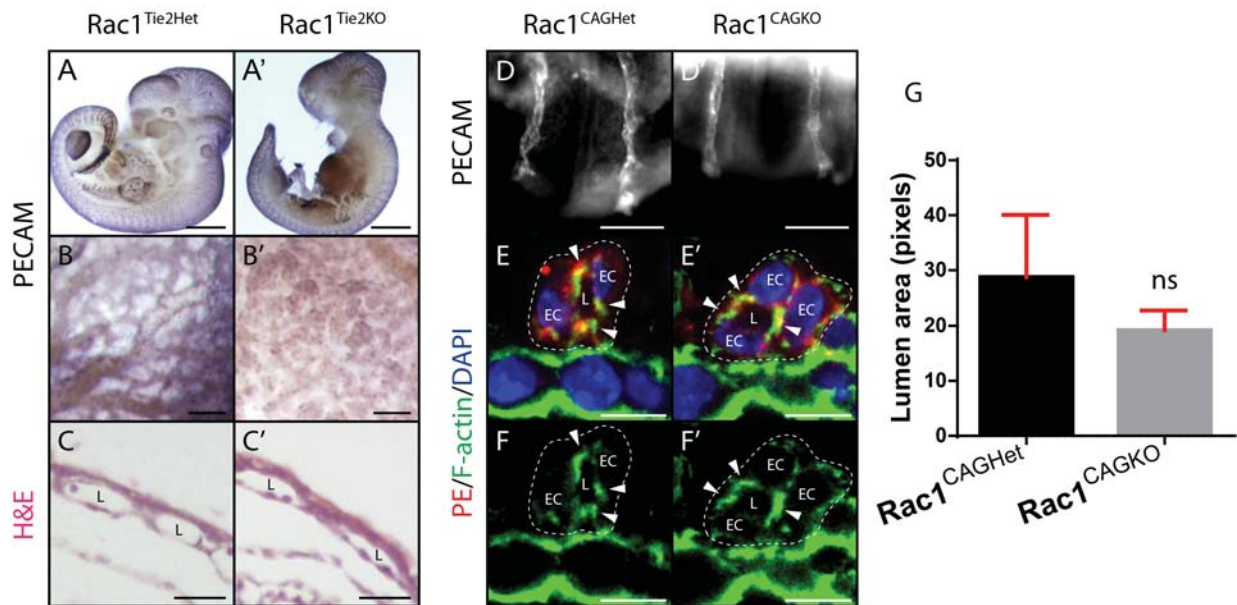 Rac1Tie2Het
Rac1Tie2KO
Rac1CAGHet
Rac1CAGKO
PECAM
H&E
A
A'
B
B'
C
C'
L
L
L
L
PECAM
PE/F-actin/DAPI
D
D'
E
EC
L
EC
E'
EC
L
EC
EC
F
EC
L
EC
F'
EC
L
EC
EC
G
Lumen area (pixels)
50
40
30
20
10
0
ns
Rac1CAGHet
Rac1CAGKO